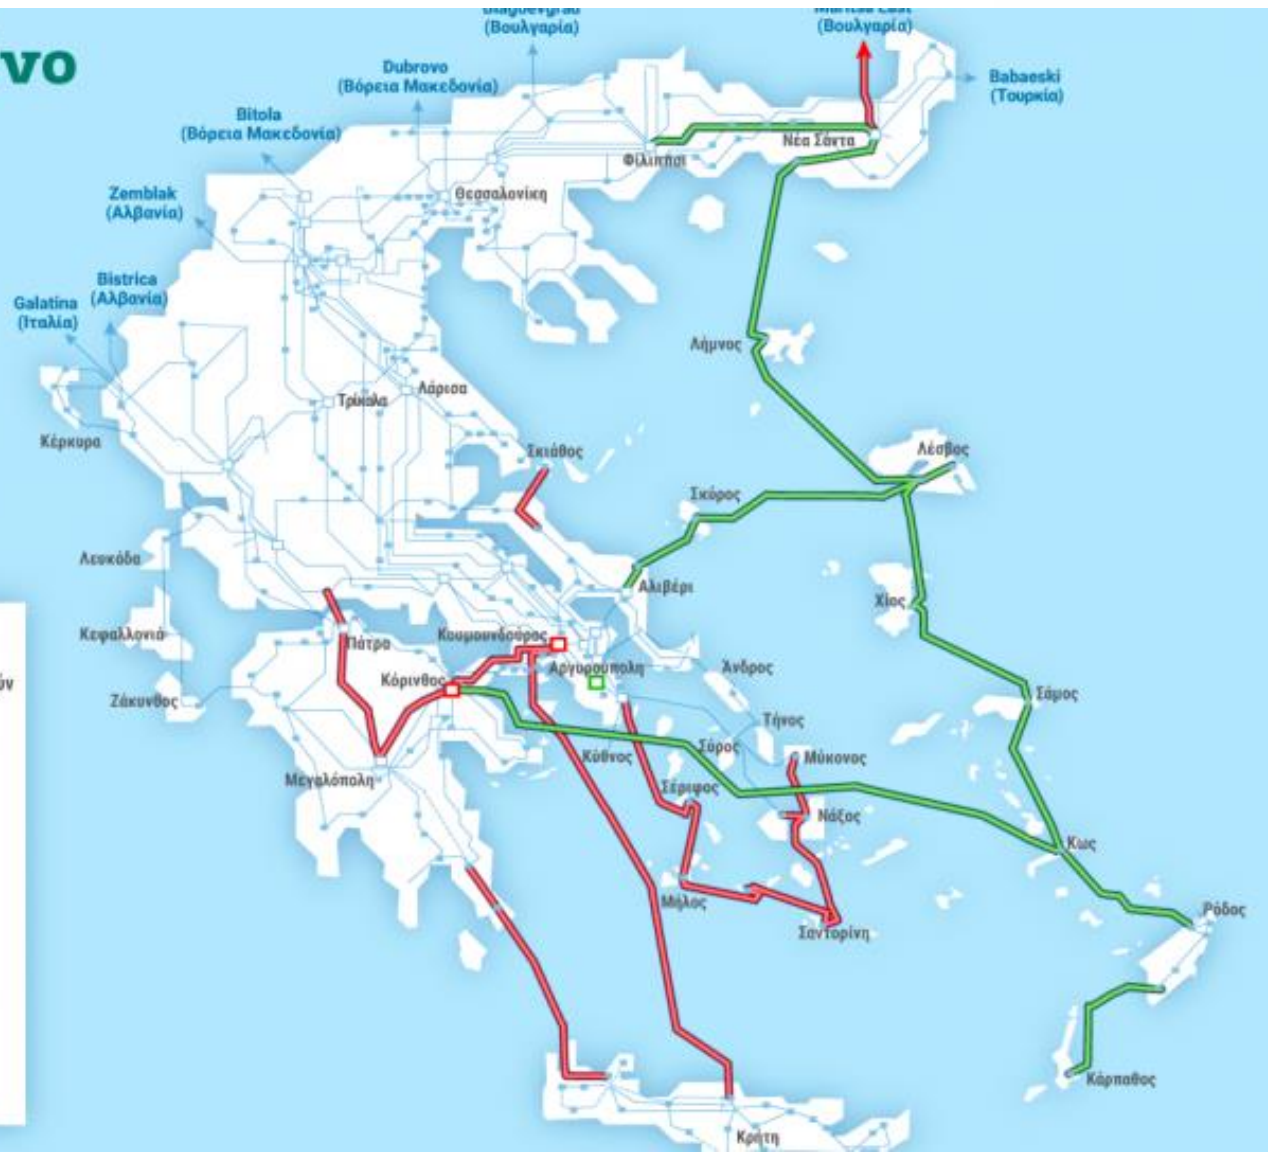 νο
(Βουλγαρία)
(Βουλγαρία)
Dubrovo
(Βόρεια Μακεδονία)
Babaeski
(Τουρκία)
Bitola
(Βόρεια Μακεδονία)
Νέα Σάντα
Φίλιπποι
Zemblak
(Αλβανία)
Θεσσαλονίκη
Bistrica
(Αλβανία)
Galatina
(Ιταλία)
Λήμνος
Λάρισα
Τρίκαλα
Κέρκυρα
Σκιάθος
Λέσβος
Σκύρος
Λευκάδα
Αλιβέρι
Χίος
Κεφαλλονιά
Κουμουνδούρος
Πάτρα
Αργυρούπολη
Άνδρος
Κόρινθος
ύν
Ζάκυνθος
Σάμος
Τήνος
Σύρος
Κύθνος
Μύκονος
Μεγαλόπολη
Σέριφος
Νάξος
Κως
Μήλος
Ρόδος
Σαντορίνη
Κάρπαθος
Κρήτη